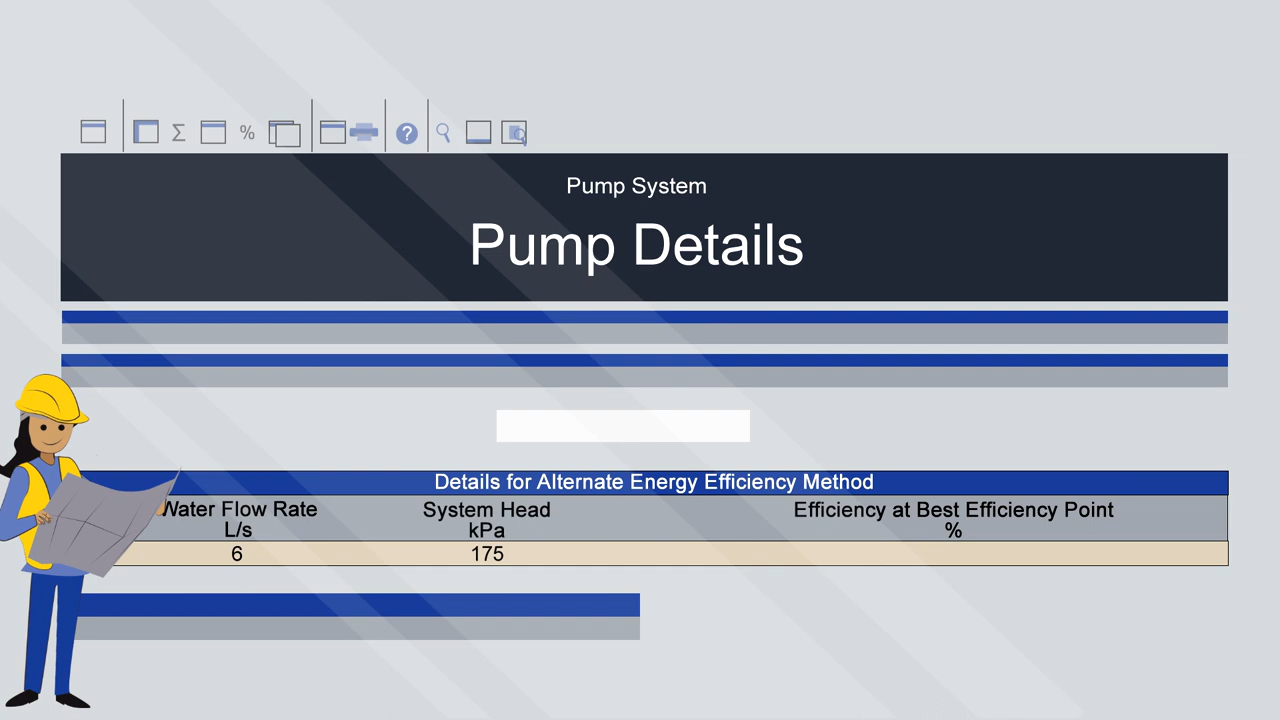 Σ % ?
Pump System
Pump Details
Details for Alternate Energy Efficiency Method
Water Flow Rate System Head Efficiency at Best Efficiency Point
L/s kPa %
6 175